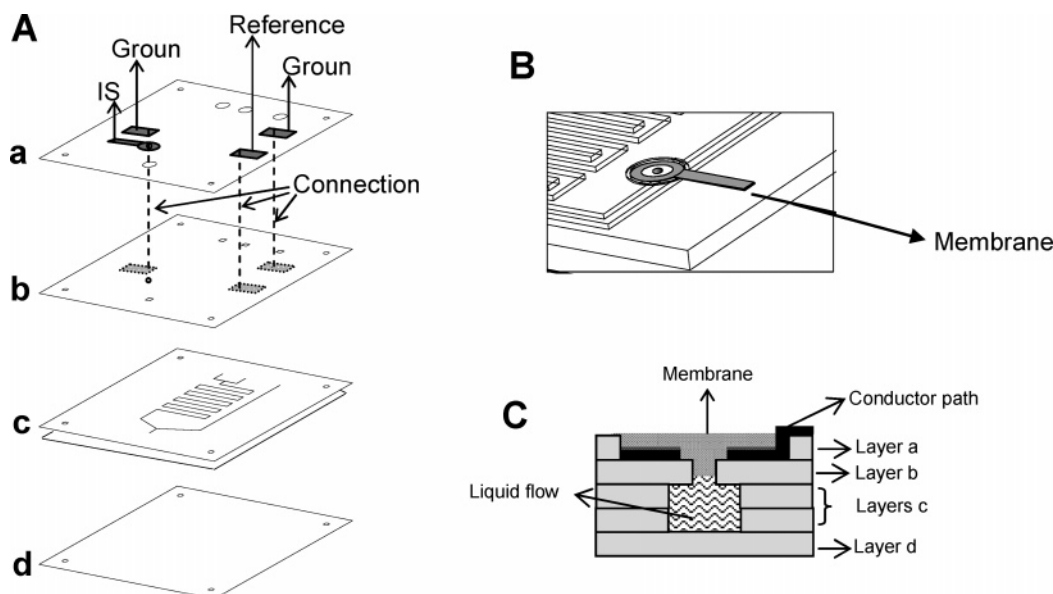 A
Reference
Groun
Groun
IS
a
Connection
b
c
d
B
Membrane
C
Membrane
Conductor path
Layer a
Layer b
Liquid flow
Layers c
Layer d